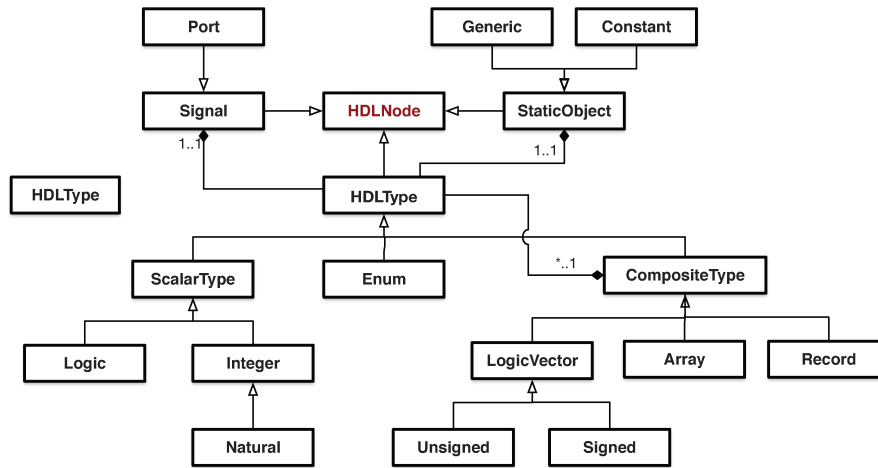 Port
Generic
Constant
Signal
HDLNode
StaticObject
1..1
1..1
HDLType
HDLType
*..1
ScalarType
Enum
CompositeType
Logic
Integer
LogicVector
Array
Record
Natural
Unsigned
Signed